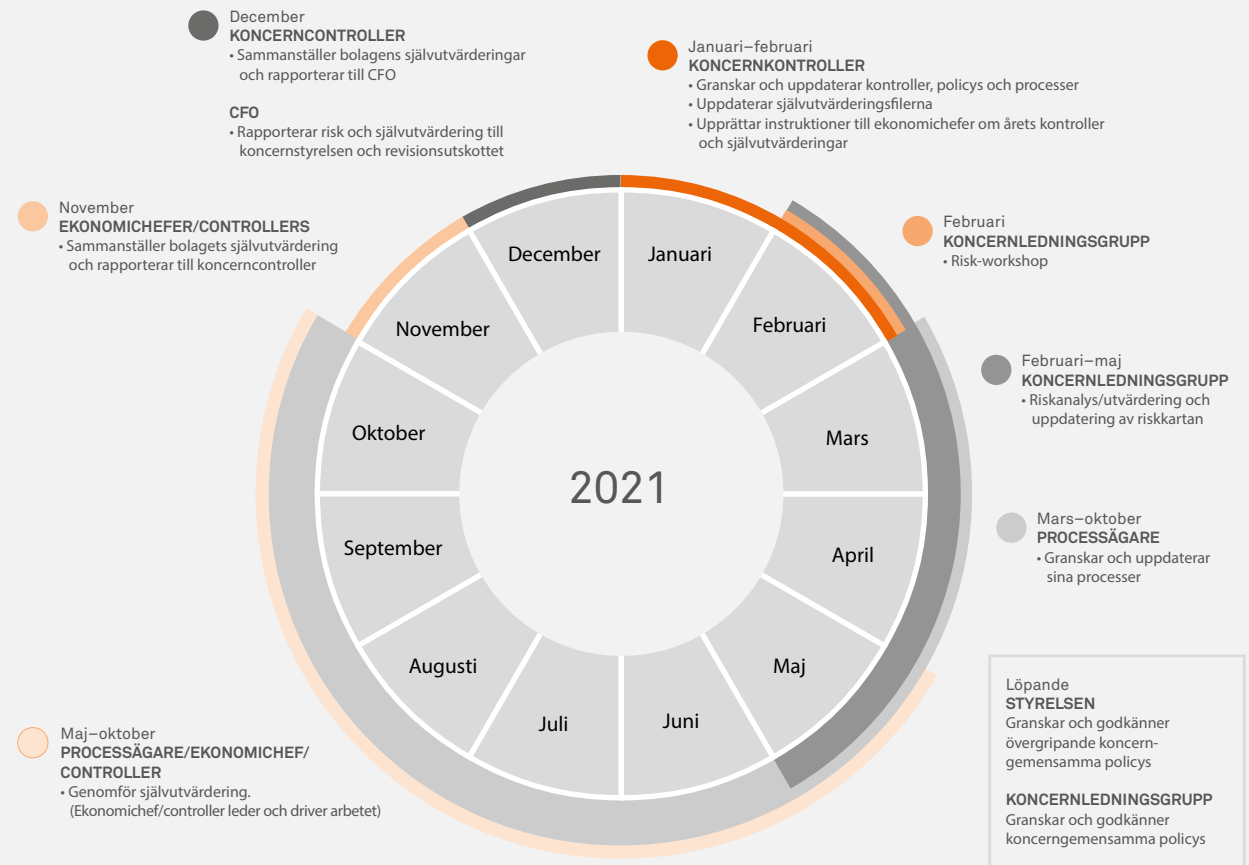 December
KONCERNCONTROLLER
• Sammanställer bolagens självutvärderingar
och rapporterar till CFO
CFO
• Rapporterar risk och självutvärdering till
koncernstyrelsen och revisionsutskottet
Januari–februari
KONCERNKONTROLLER
• Granskar och uppdaterar kontroller, policys och processer
• Uppdaterar självutvärderingsfilerna
• Upprättar instruktioner till ekonomichefer om årets kontroller
och självutvärderingar
November
EKONOMICHEFER/CONTROLLERS
• Sammanställer bolagets självutvärdering
och rapporterar till koncerncontroller
Februari
KONCERNLEDNINGSGRUPP
• Risk-workshop
Februari–maj
KONCERNLEDNINGSGRUPP
• Riskanalys/utvärdering och
uppdatering av riskkartan
Mars–oktober
PROCESSÄGARE
• Granskar och uppdaterar
sina processer
Maj–oktober
PROCESSÄGARE/EKONOMICHEF/
CONTROLLER
• Genomför självutvärdering.
(Ekonomichef/controller leder och driver arbetet)
Löpande
STYRELSEN
Granskar och godkänner
övergripande koncern-
gemensamma policys
KONCERNLEDNINGSGRUPP
Granskar och godkänner
koncerngemensamma policys
2021
Januari
Februari
Mars
April
Maj
Juni
Juli
Augusti
September
Oktober
November
December